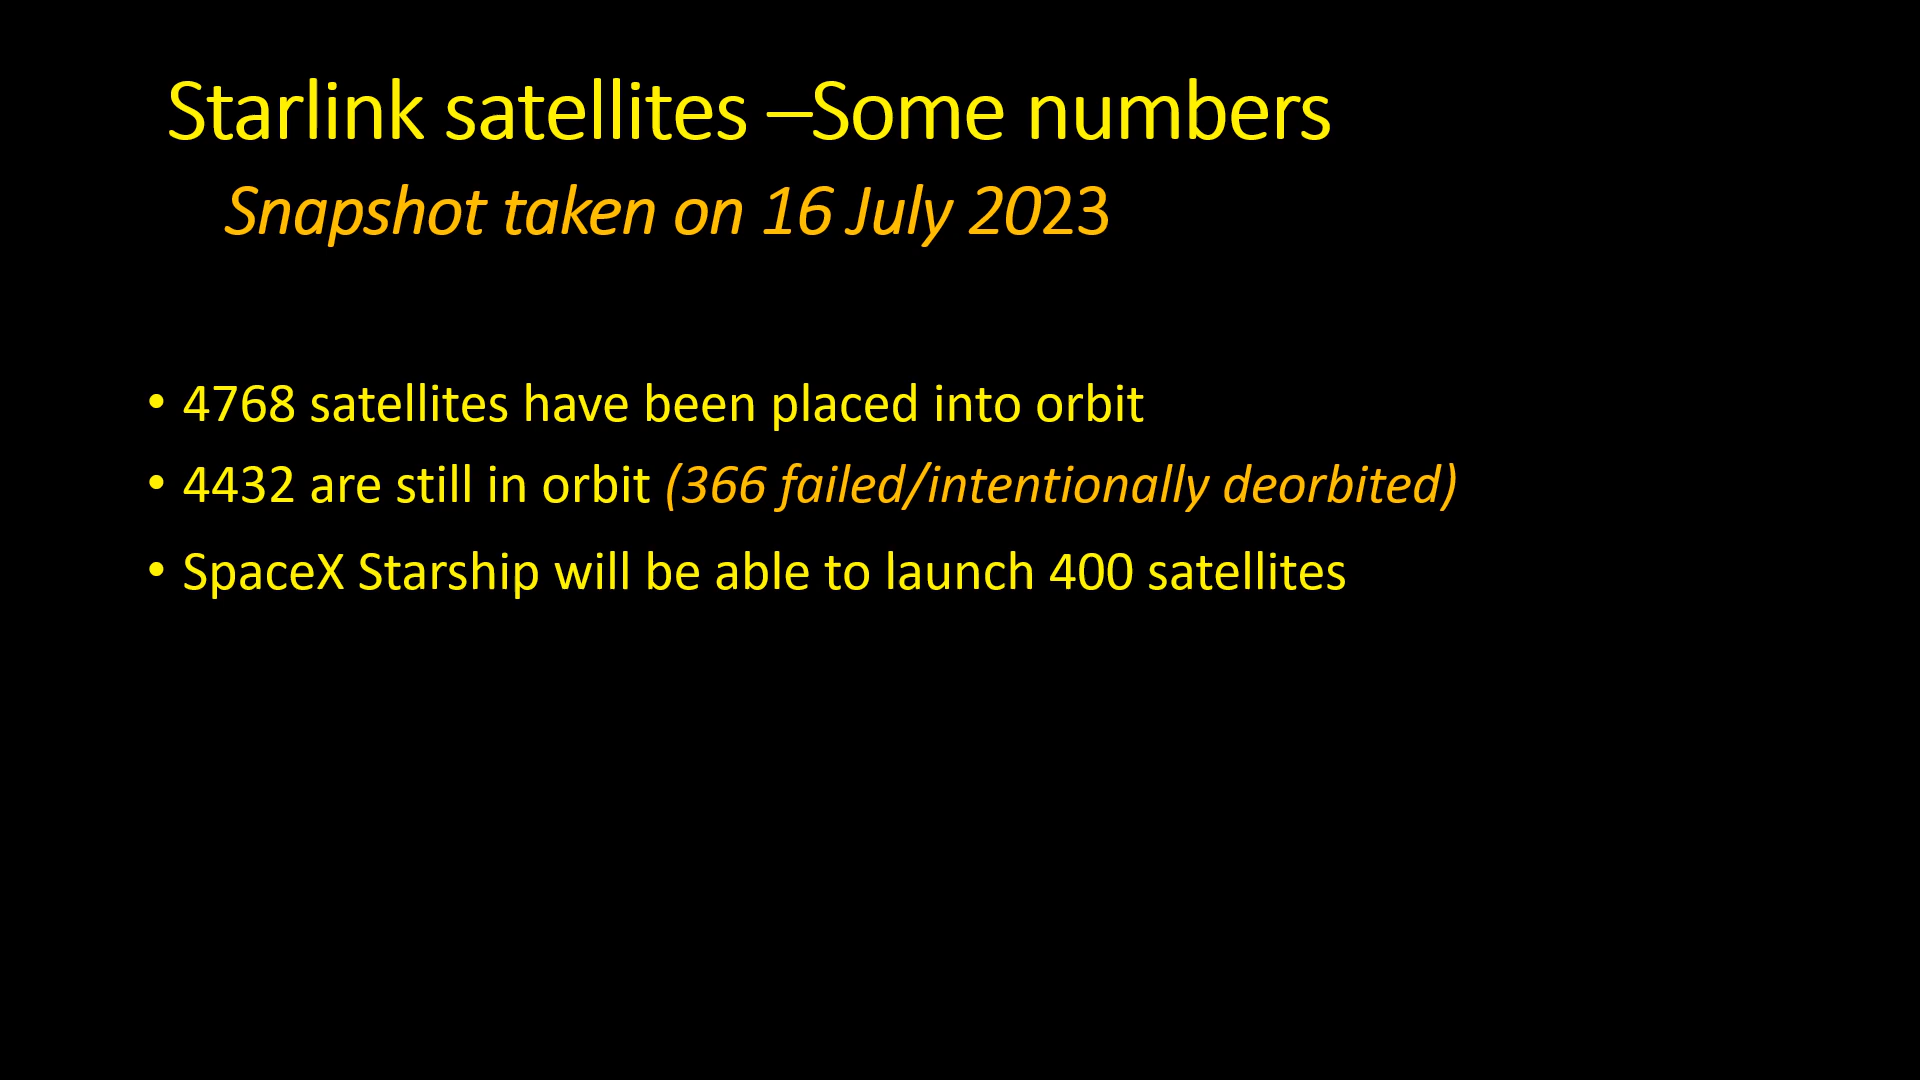 Starlink satellites –Some numbers
Snapshot taken on 16 July 2023
• 4768 satellites have been placed into orbit
• 4432 are still in orbit (366 failed/intentionally deorbited)
• SpaceX Starship will be able to launch 400 satellites